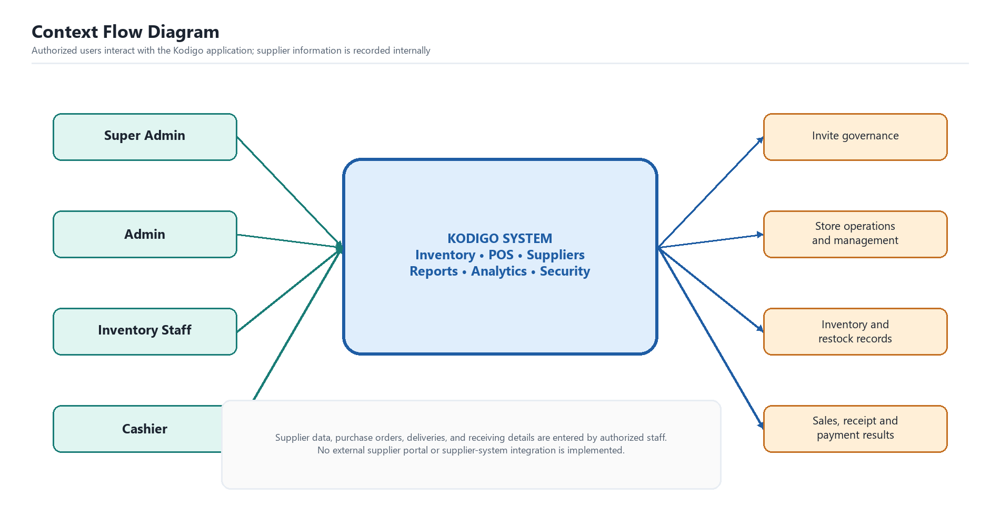 Context Flow Diagram
Authorized users interact with the Kodigo application; supplier information is recorded internally
Super Admin
Admin
Inventory Staff
Cashier
KODIGO SYSTEM
Inventory • POS • Suppliers
Reports • Analytics • Security
Invite governance
Store operations
and management
Inventory and
restock records
Sales, receipt and
payment results
Supplier data, purchase orders, deliveries, and receiving details are entered by authorized staff.
No external supplier portal or supplier-system integration is implemented.